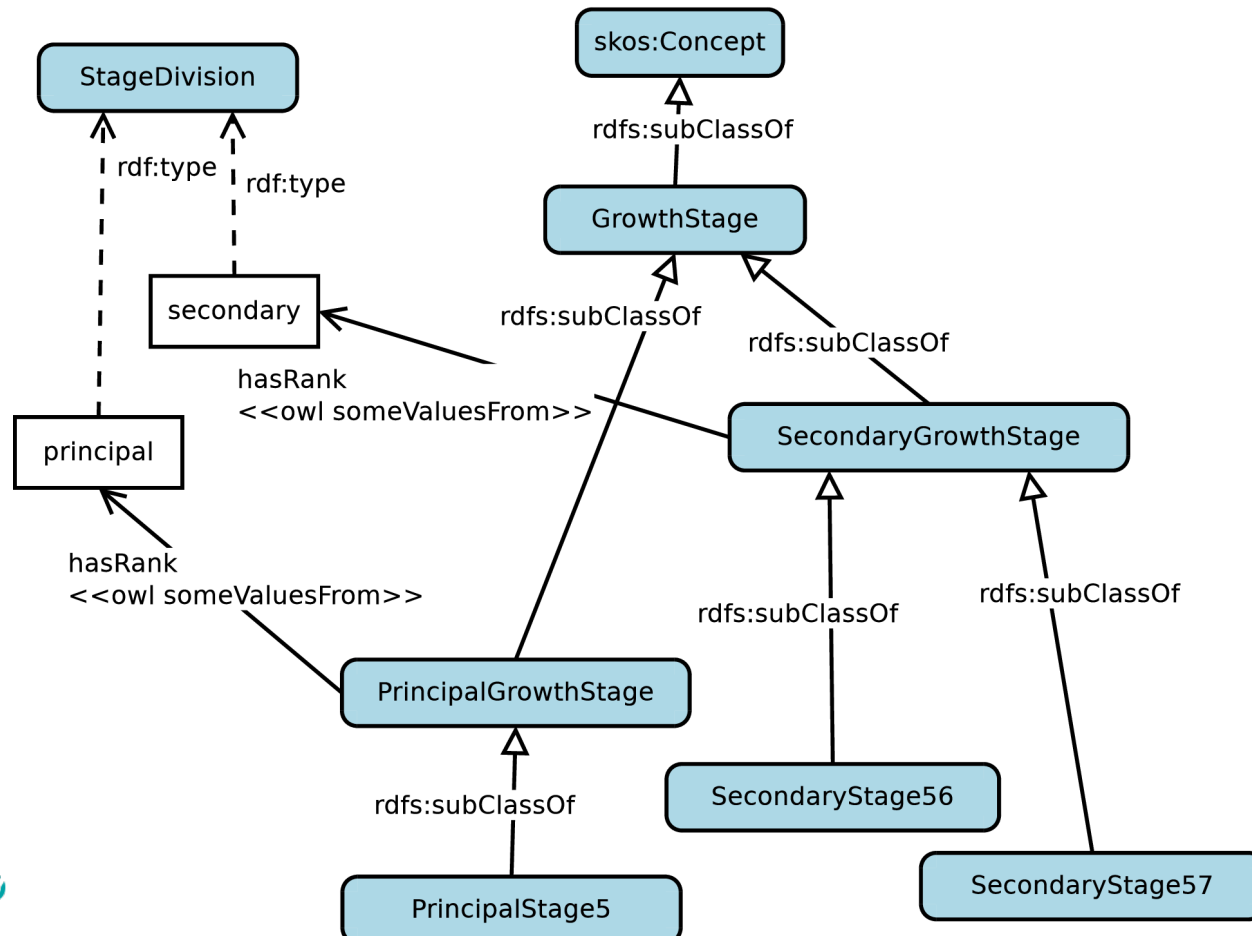 skos:Concept
StageDivision
rdfs:subClassOf
rdf:type
rdf:type
GrowthStage
secondary
rdfs:subClassOf
rdfs:subClassOf
hasRank
<<owl someValuesFrom>>
SecondaryGrowthStage
principal
hasRank
<<owl someValuesFrom>>
rdfs:subClassOf
rdfs:subClassOf
PrincipalGrowthStage
SecondaryStage56
rdfs:subClassOf
SecondaryStage57
PrincipalStage5